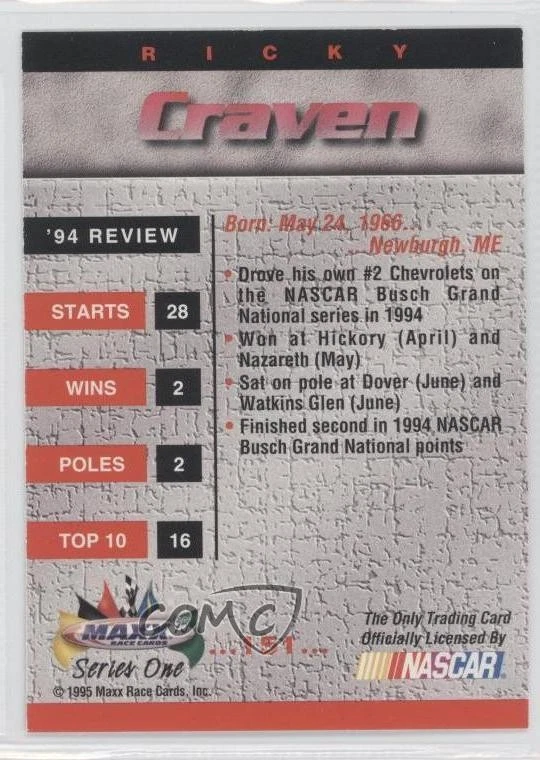 RICKY
Craven
'94 REVIEW
STARTS 28
WINS 2
POLES 2
TOP 10 16
Born: May 24, 1966...
...Newburgh, ME
• Drove his own #2 Chevrolets on
the NASCAR Busch Grand
National series in 1994
• Won at Hickory (April) and
Nazareth (May)
• Sat on pole at Dover (June) and
Watkins Glen (June)
• Finished second in 1994 NASCAR
Busch Grand National points
MAXX
RACE CARDS
Series One
© 1995 Maxx Race Cards, Inc.
COMC
...151...
The Only Trading Card
Officially Licensed By
NASCAR